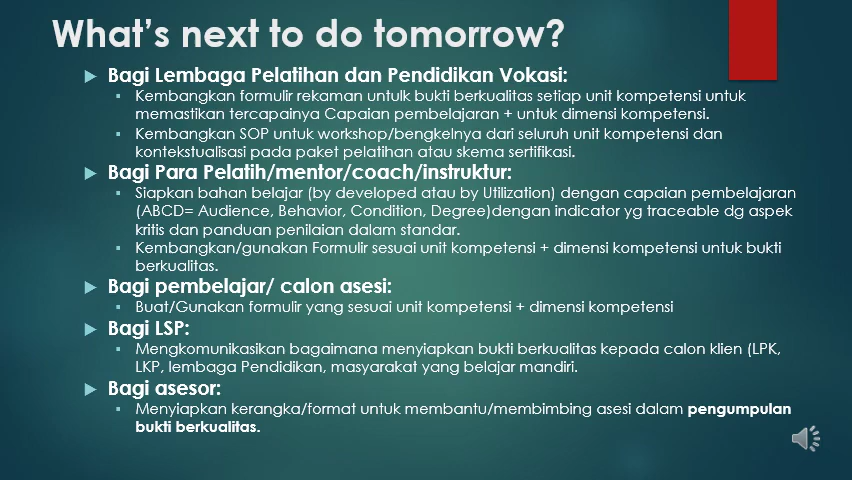 What's next to do tomorrow?
Bagi Lembaga Pelatihan dan Pendidikan Vokasi:
Kembangkan formulir rekaman untulk bukti berkualitas setiap unit kompetensi untuk
memastikan tercapainya Capaian pembelajaran + untuk dimensi kompetensi.
Kembangkan SOP untuk workshop/bengkelnya dari seluruh unit kompetensi dan
kontekstualisasi pada paket pelatihan atau skema sertifikasi.
Bagi Para Pelatih/mentor/coach/instruktur:
Siapkan bahan belajar (by developed atau by Utilization) dengan capaian pembelajaran
(ABCD= Audience, Behavior, Condition, Degree)dengan indicator yg traceable dg aspek
kritis dan panduan penilaian dalam standar.
Kembangkan/gunakan Formulir sesuai unit kompetensi + dimensi kompetensi untuk bukti
berkualitas.
Bagi pembelajar/ calon asesi:
Buat/Gunakan formulir yang sesuai unit kompetensi + dimensi kompetensi
Bagi LSP:
Mengkomunikasikan bagaimana menyiapkan bukti berkualitas kepada calon klien (LPK,
LKP, lembaga Pendidikan, masyarakat yang belajar mandiri.
Bagi asesor:
Menyiapkan kerangka/format untuk membantu/membimbing asesi dalam pengumpulan
bukti berkualitas.